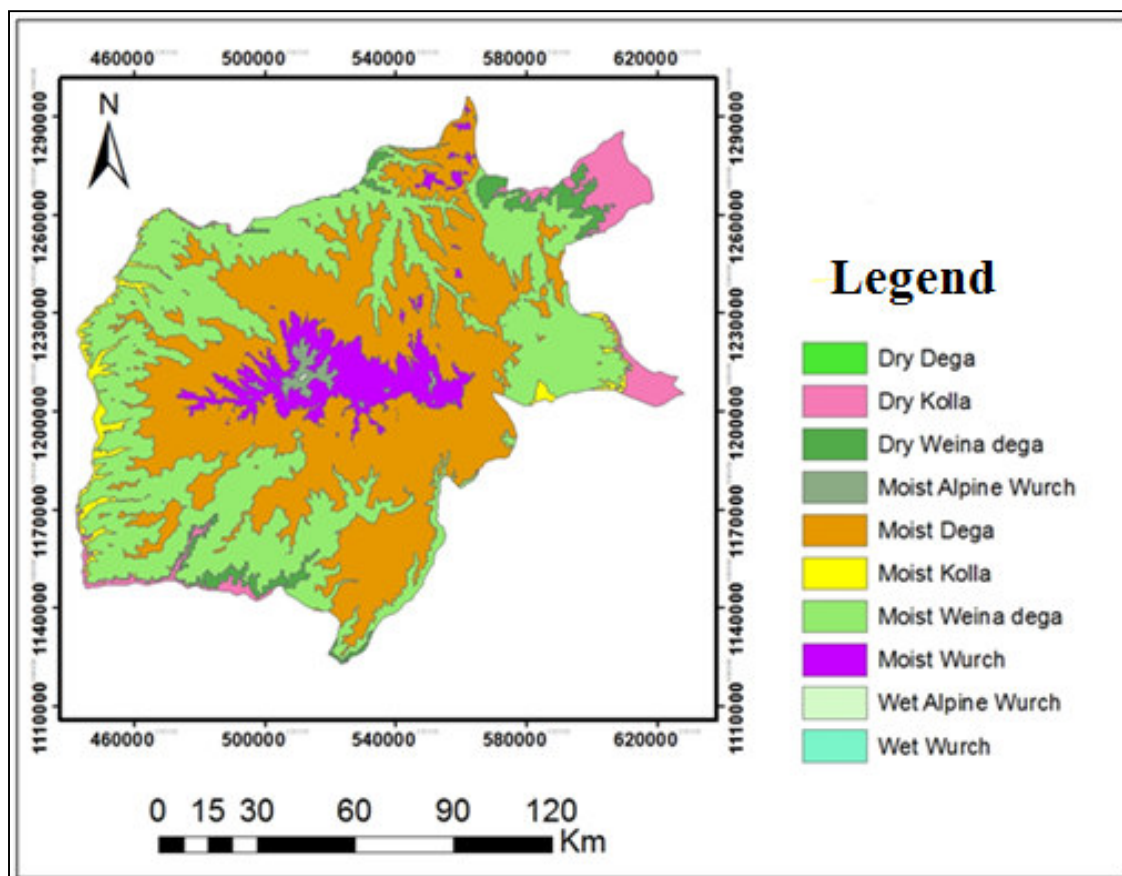 460000 500000 540000 580000 620000
N
1290000 1290000
1260000 1260000
1230000 1230000
1200000 1200000
1170000 1170000
1140000 1140000
1110000 1110000
460000 500000 540000 580000 620000
Legend
Dry Dega
Dry Kolla
Dry Weina dega
Moist Alpine Wurch
Moist Dega
Moist Kolla
Moist Weina dega
Moist Wurch
Wet Alpine Wurch
Wet Wurch
0 15 30 60 90 120
Km